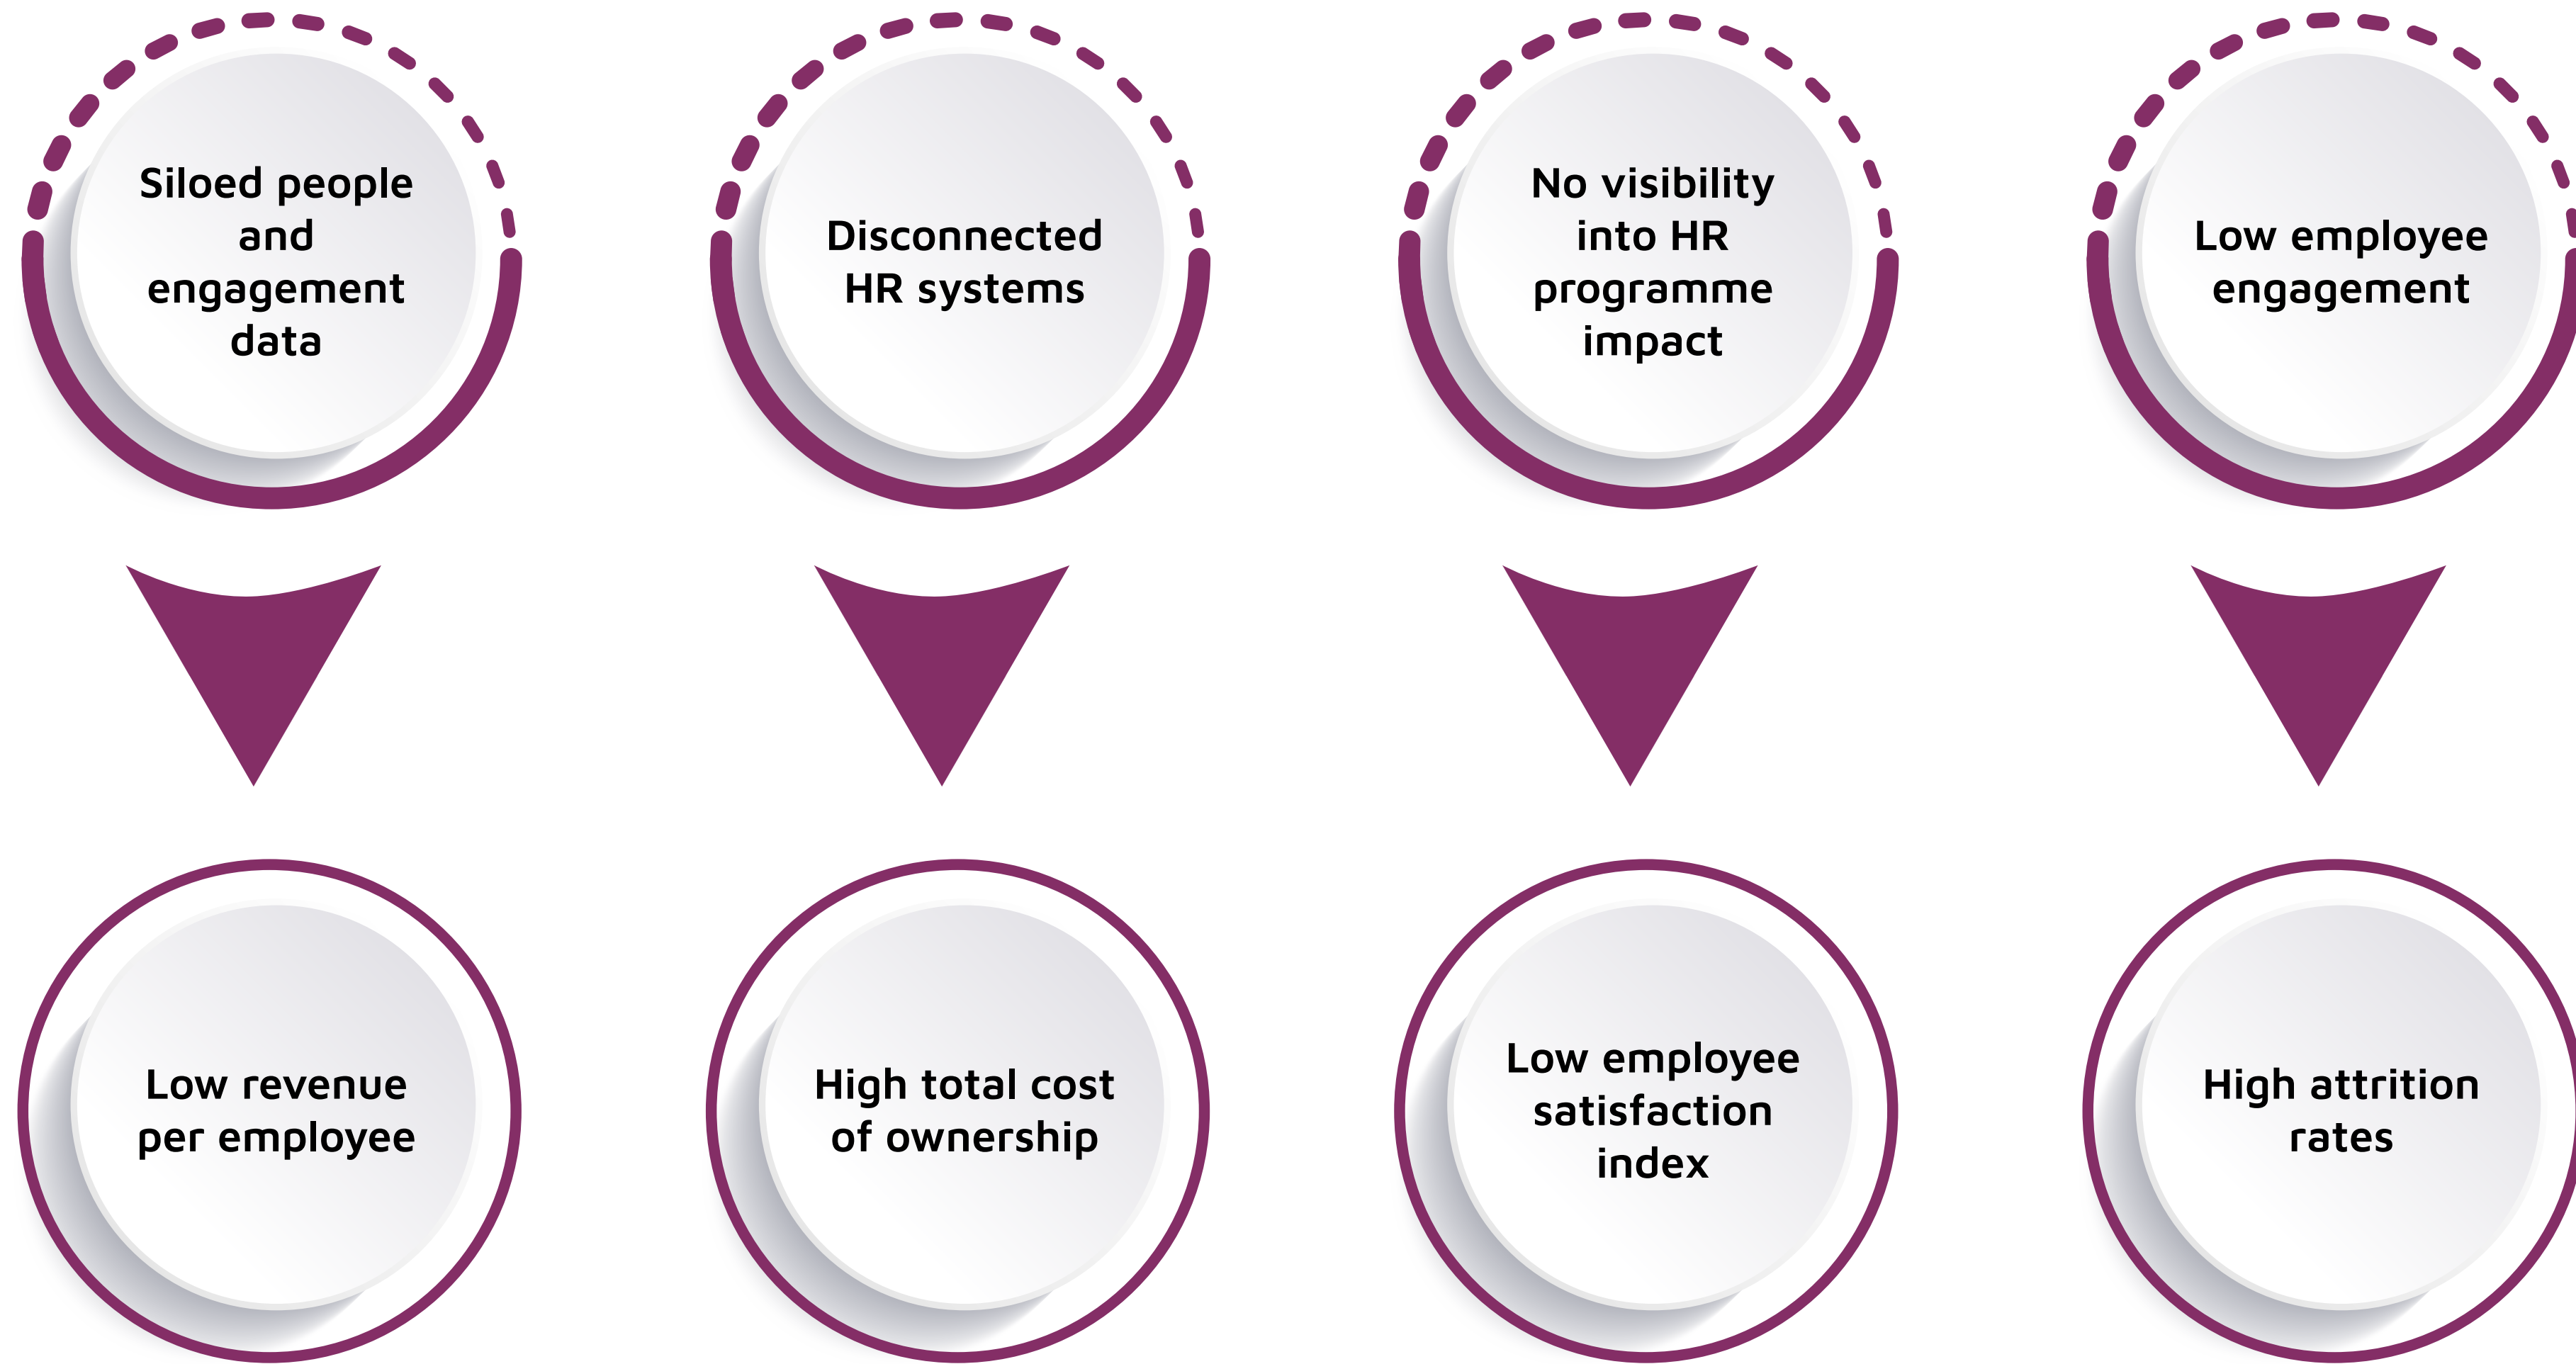 Siloed people
and
engagement
data
Disconnected
HR systems
No visibility
into HR
programme
impact
Low employee
engagement
Low revenue
per employee
High total cost
of ownership
Low employee
satisfaction
index
High attrition
rates